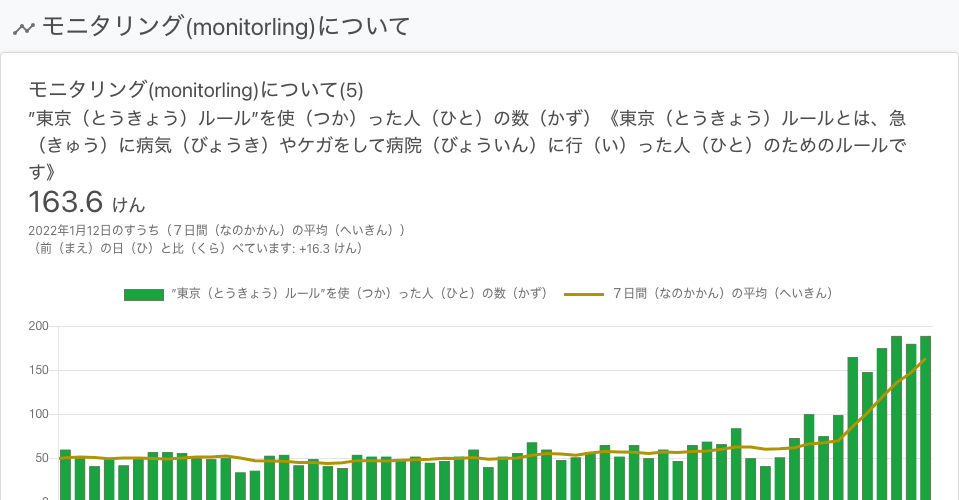 モニタリング(monitorling)について
モニタリング(monitorling)について(5)
”東京（とうきょう）ルール”を使（つか）った人（ひと）の数（かず）《東京（とうきょう）ルールとは、急
（きゅう）に病気（びょうき）やケガをして病院（びょういん）に行（い）った人（ひと）のためのルールで
す》
163.6 けん
2022年1月12日のすうち（７日間（なのかかん）の平均（へいきん））
（前（まえ）の日（ひ）と比（くら）べています: +16.3 けん）
”東京（とうきょう）ルール”を使（つか）った人（ひと）の数（かず） ７日間（なのかかん）の平均（へいきん）
200
150
100
50
0